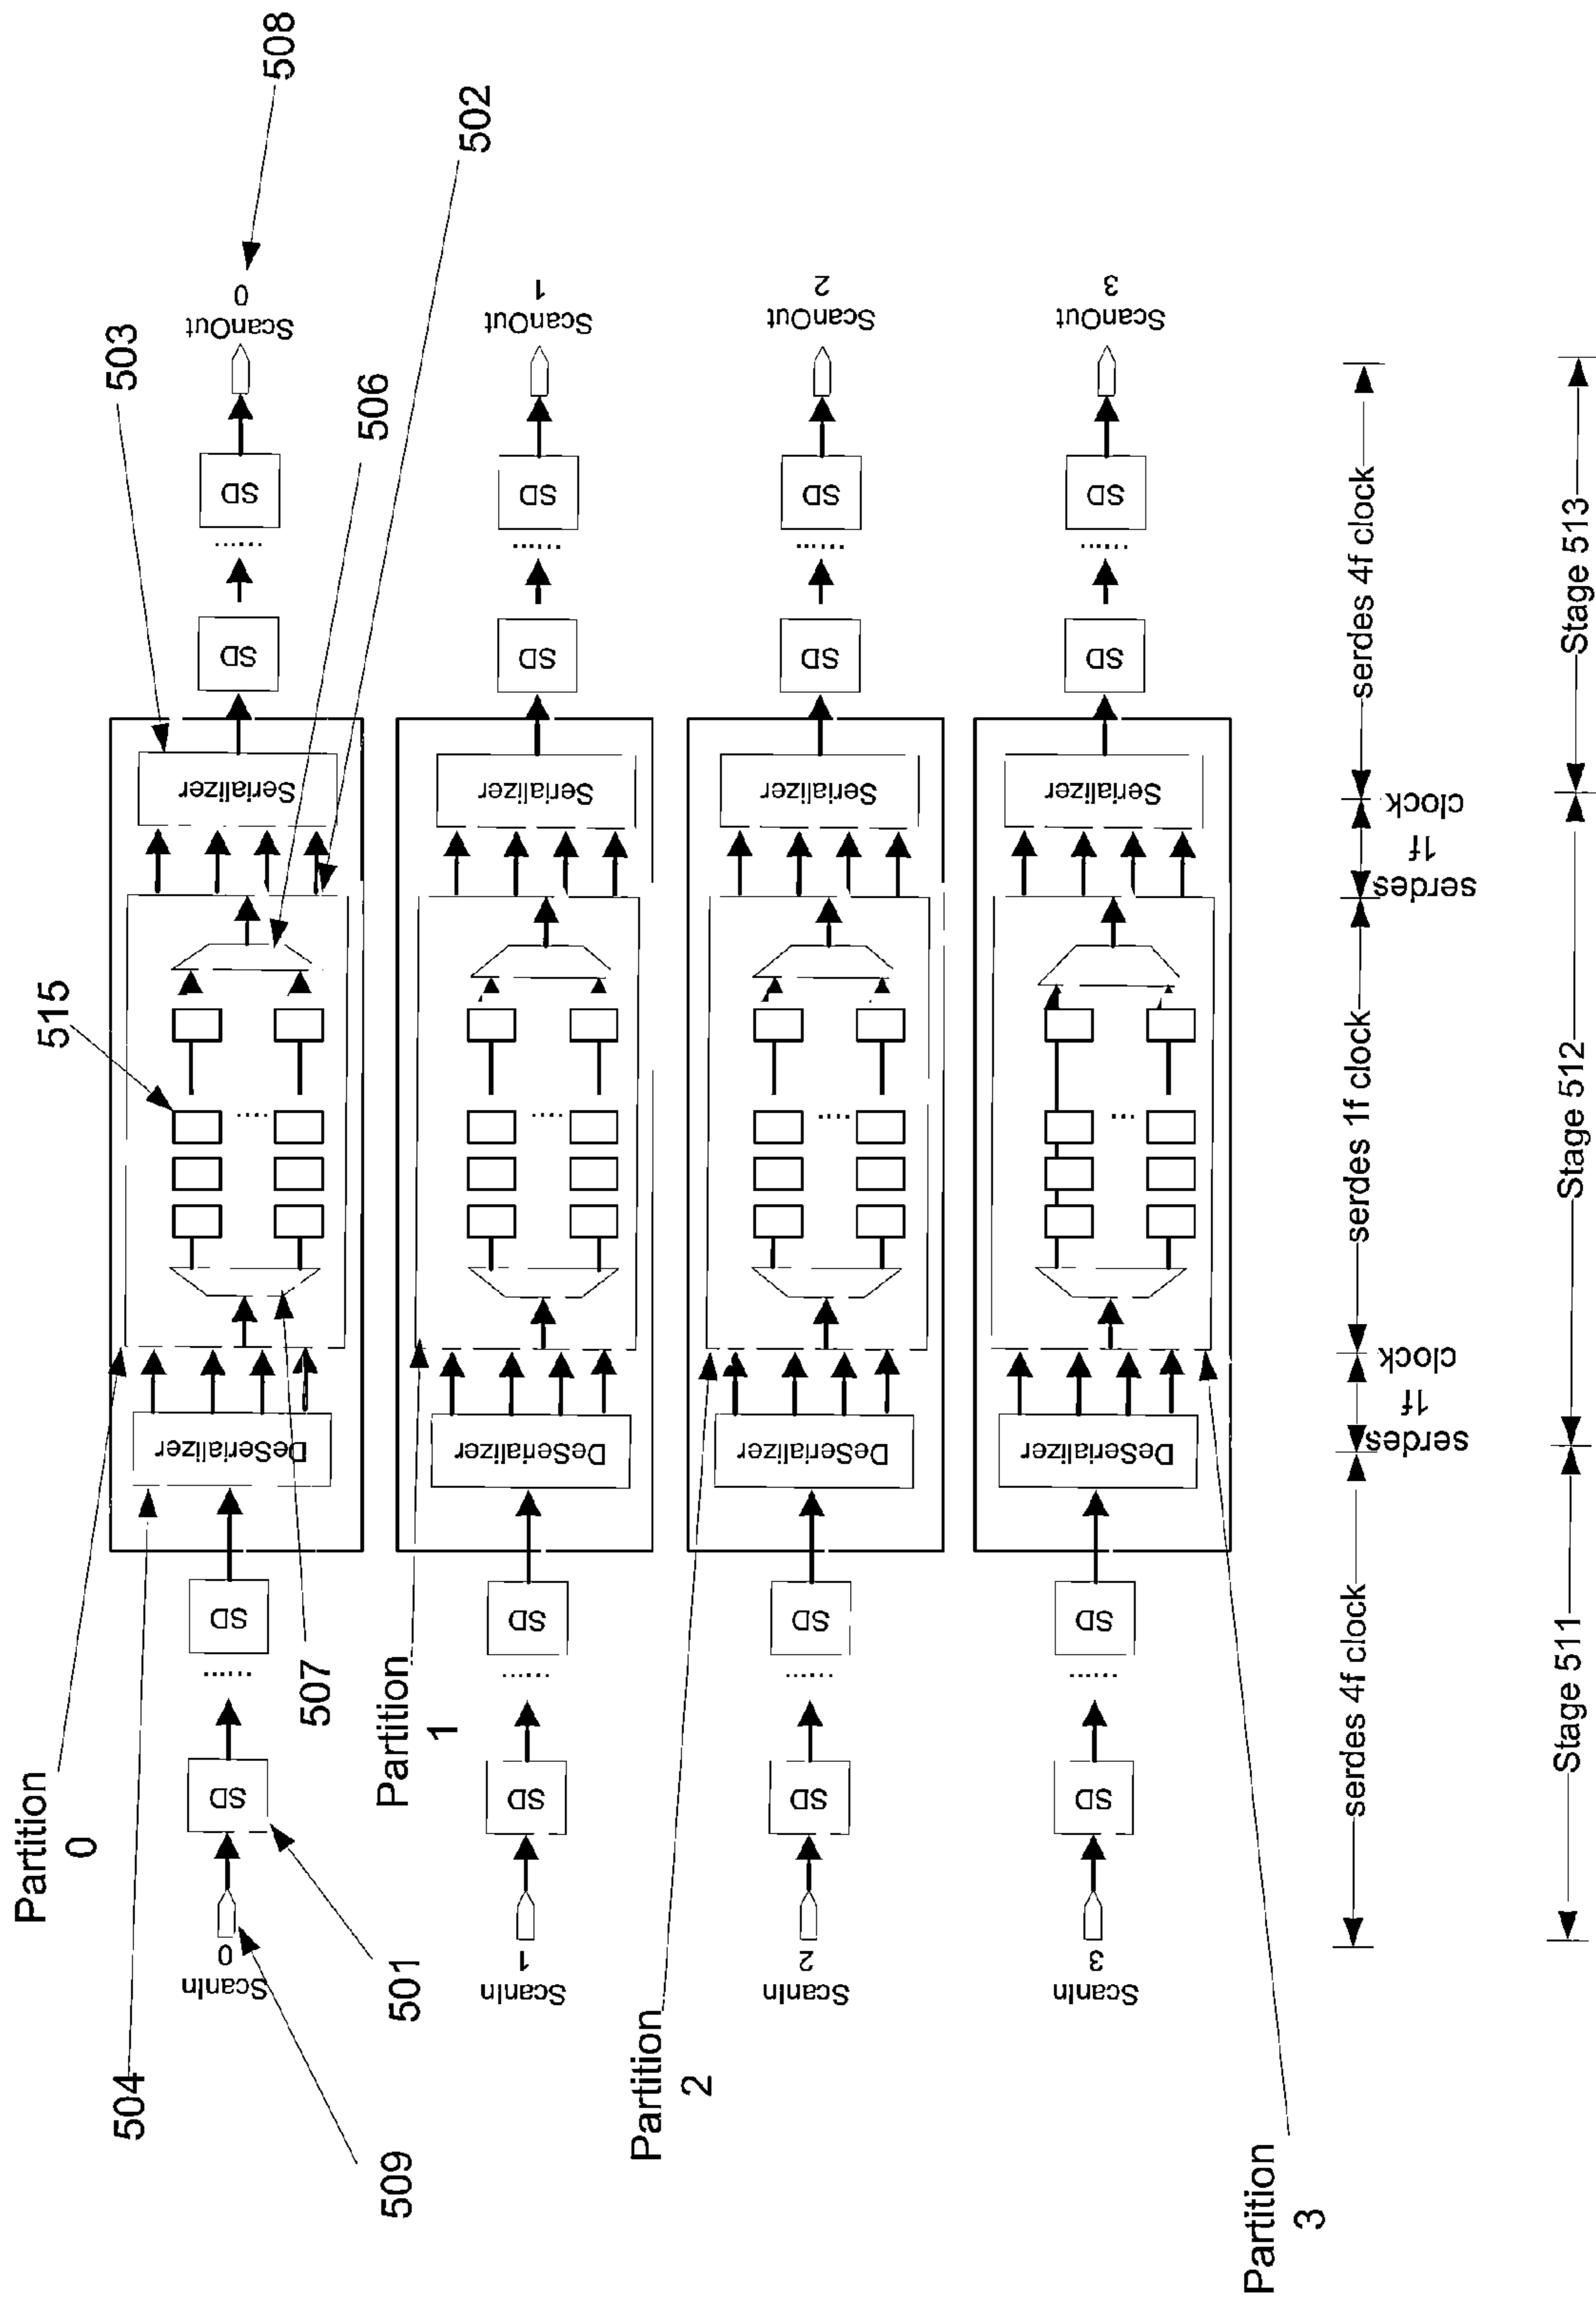 508
502
503
506
515
ScanOut
0
ScanOut
1
ScanOut
2
ScanOut
3
SD
SD
SD
SD
SD
SD
SD
SD
Serializer
Serializer
Serializer
Serializer
DeSerializer
DeSerializer
DeSerializer
DeSerializer
SD
SD
SD
SD
SD
SD
SD
SD
ScanIn
0
ScanIn
1
ScanIn
2
ScanIn
3
507
501
504
509
Partition
0
Partition
1
Partition
2
Partition
3
serdes 4f clock
serdes
1f
clock
serdes 1f clock
serdes
1f
clock
serdes 4f clock
Stage 511
Stage 512
Stage 513